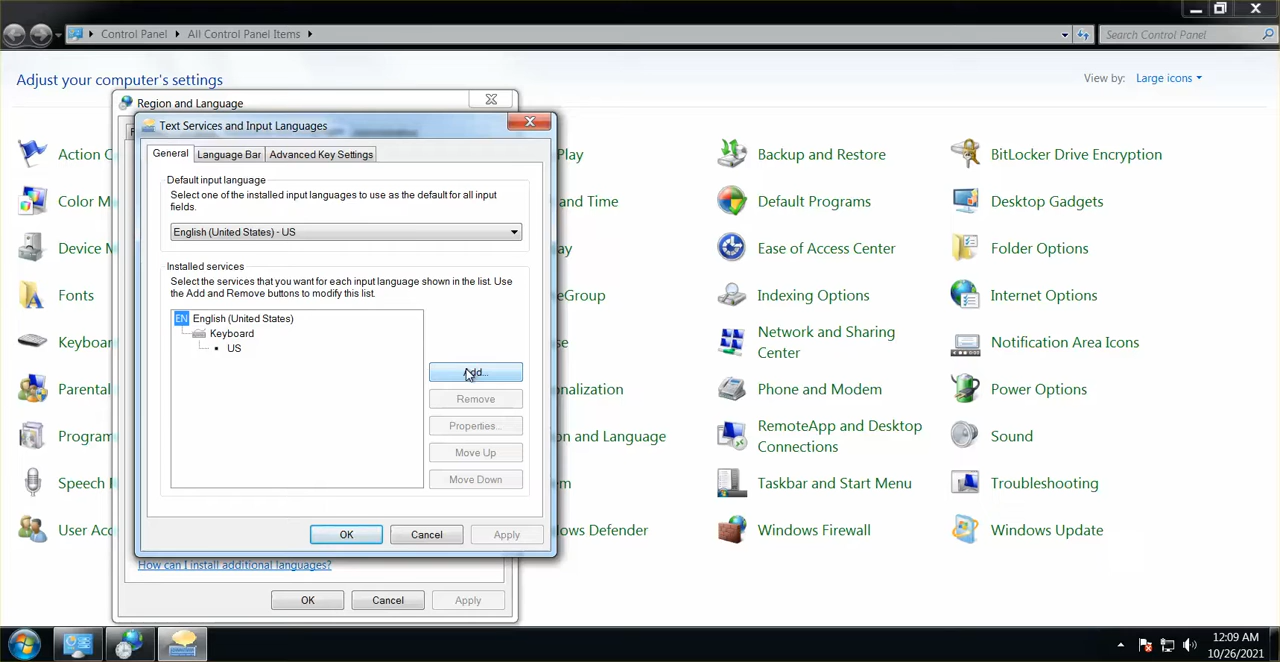 Control Panel
All Control Panel Items
Search Control Panel
Adjust your computer's settings
View by:
Large icons
Region and Language
Text Services and Input Languages
General
Language Bar
Advanced Key Settings
Default input language
Select one of the installed input languages to use as the default for all input
fields.
English (United States) - US
Installed services
Select the services that you want for each input language shown in the list. Use
the Add and Remove buttons to modify this list.
EN English (United States)
Keyboard
US
Remove
Properties...
Move Up
Move Down
OK
Cancel
Apply
How can I install additional languages?
OK
Cancel
Apply
Action C
Color M
Device M
Fonts
Keyboar
Parental
Program
Speech
User Acc
Play
and Time
ay
eGroup
se
onalization
on and Language
em
ows Defender
Backup and Restore
Default Programs
Ease of Access Center
Indexing Options
Network and Sharing
Center
Phone and Modem
RemoteApp and Desktop
Connections
Taskbar and Start Menu
Windows Firewall
BitLocker Drive Encryption
Desktop Gadgets
Folder Options
Internet Options
Notification Area Icons
Power Options
Sound
Troubleshooting
Windows Update
12:09 AM
10/26/2021